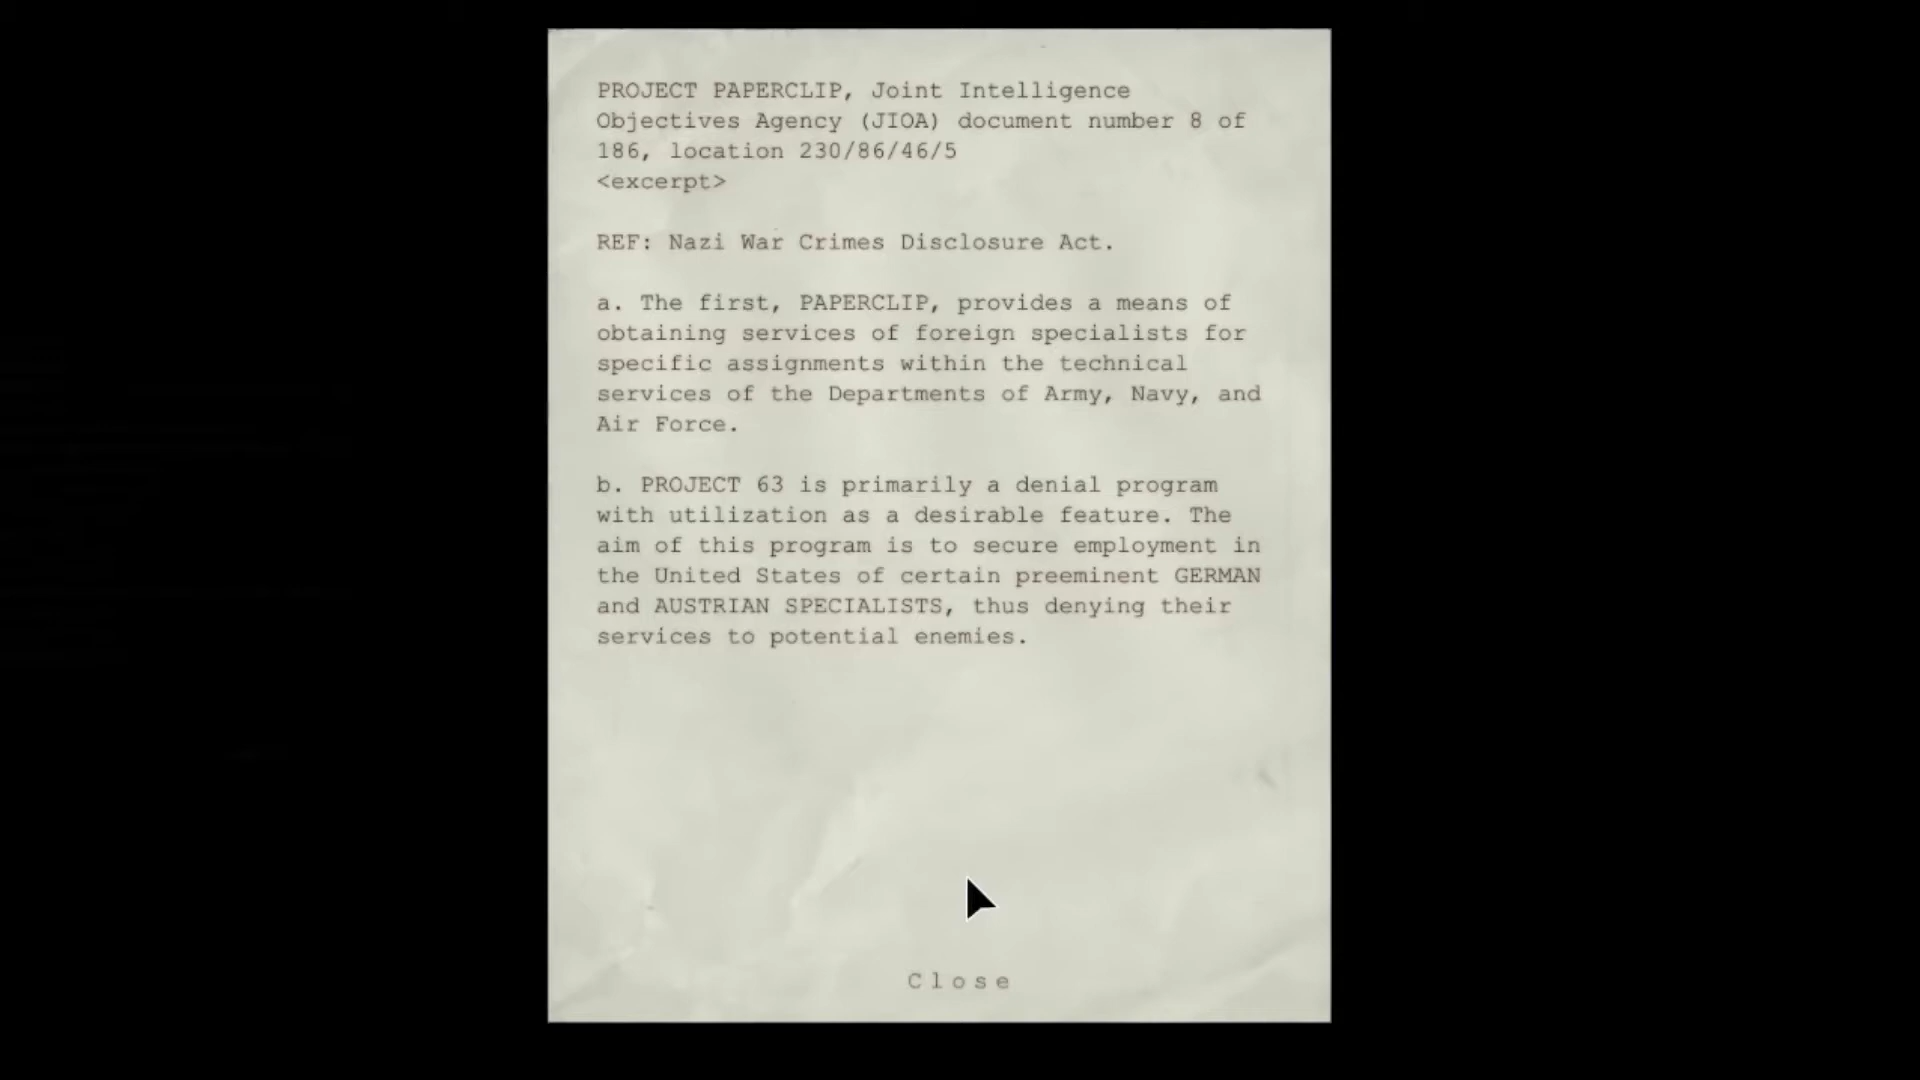 PROJECT PAPERCLIP, Joint Intelligence
Objectives Agency (JIOA) document number 8 of
186, location 230/86/46/5
<excerpt>
REF: Nazi War Crimes Disclosure Act.
a. The first, PAPERCLIP, provides a means of
obtaining services of foreign specialists for
specific assignments within the technical
services of the Departments of Army, Navy, and
Air Force.
b. PROJECT 63 is primarily a denial program
with utilization as a desirable feature. The
aim of this program is to secure employment in
the United States of certain preeminent GERMAN
and AUSTRIAN SPECIALISTS, thus denying their
services to potential enemies.
Close